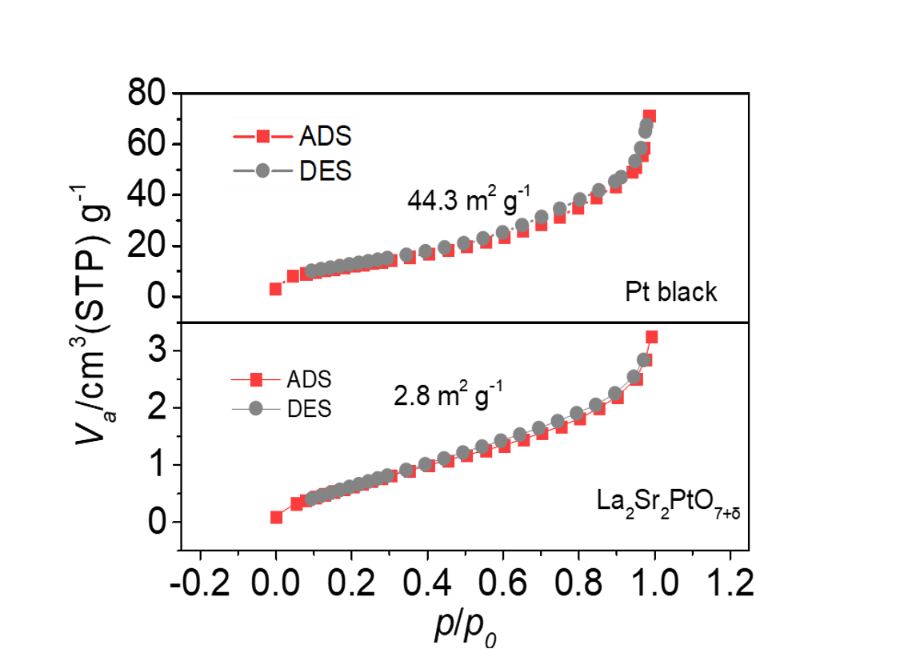 80
60
40
20
0
ADS
DES
44.3 m² g⁻¹
Pt black
3
2
1
0
ADS
DES
2.8 m² g⁻¹
La₂Sr₂PtO₇₊δ
Vₐ/cm³(STP) g⁻¹
-0.2 0.0 0.2 0.4 0.6 0.8 1.0 1.2
p/p₀